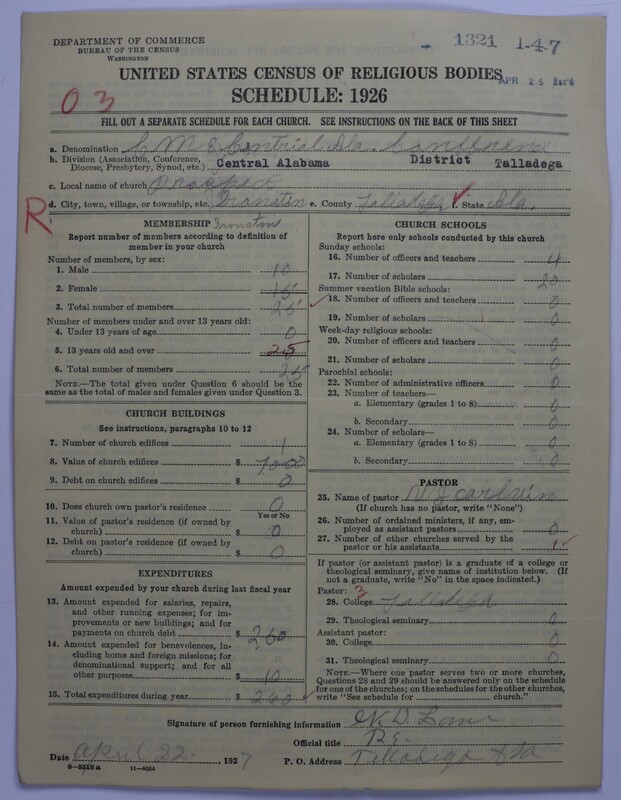 DEPARTMENT OF COMMERCE
BUREAU OF THE CENSUS
WASHINGTON
1321 1-4-7
UNITED STATES CENSUS OF RELIGIOUS BODIES
APR 25
SCHEDULE: 1926
03
FILL OUT A SEPARATE SCHEDULE FOR EACH CHURCH. SEE INSTRUCTIONS ON THE BACK OF THIS SHEET
a. Denomination C M E Central Ala. Conference
b. Division (Association, Conference, Diocese, Presbytery, Synod, etc.) Central Alabama District Talladega
c. Local name of church
d. City, town, village, or township, etc. Ironaton e. County Talladega f. State Ala.
R
Ironaton
MEMBERSHIP
Report number of members according to definition of member in your church
Number of members, by sex:
1. Male 10
2. Female 15
3. Total number of members 25
Number of members under and over 13 years old:
4. Under 13 years of age 0
5. 13 years old and over 25
6. Total number of members 25
NOTE.—The total given under Question 6 should be the same as the total of males and females given under Question 3.
CHURCH BUILDINGS
See instructions, paragraphs 10 to 12
7. Number of church edifices 1
8. Value of church edifices $
9. Debt on church edifices $ 0
10. Does church own pastor's residence 0
Yes or No
11. Value of pastor's residence (if owned by church) $ 0
12. Debt on pastor's residence (if owned by church) $ 0
EXPENDITURES
Amount expended by your church during last fiscal year
13. Amount expended for salaries, repairs, and other running expenses; for improvements or new buildings; and for payments on church debt $ 260
14. Amount expended for benevolences, including home and foreign missions; for denominational support; and for all other purposes $ 10
15. Total expenditures during year $ 260
CHURCH SCHOOLS
Report here only schools conducted by this church
Sunday schools:
16. Number of officers and teachers 4
17. Number of scholars 20
Summer vacation Bible schools:
18. Number of officers and teachers 0
19. Number of scholars 0
Week-day religious schools:
20. Number of officers and teachers 0
21. Number of scholars 0
Parochial schools:
22. Number of administrative officers 0
23. Number of teachers—
a. Elementary (grades 1 to 8) 0
b. Secondary 0
24. Number of scholars—
a. Elementary (grades 1 to 8) 0
b. Secondary 0
PASTOR
25. Name of pastor
(If church has no pastor, write "None")
26. Number of ordained ministers, if any, employed as assistant pastors 0
27. Number of other churches served by the pastor or his assistants 1
If pastor (or assistant pastor) is a graduate of a college or theological seminary, give name of institution below. (If not a graduate, write "No" in the space indicated.)
Pastor: 3
28. College Talladega
29. Theological seminary 0
Assistant pastor:
30. College 0
31. Theological seminary 0
NOTE.—Where one pastor serves two or more churches, Questions 28 and 29 should be answered only on the schedule for one of the churches; on the schedules for the other churches, write "See schedule for church."
Signature of person furnishing information
Official title P.E.
Date April 22, 1927 P. O. Address Talladega Ala
6-5518a 11-9034